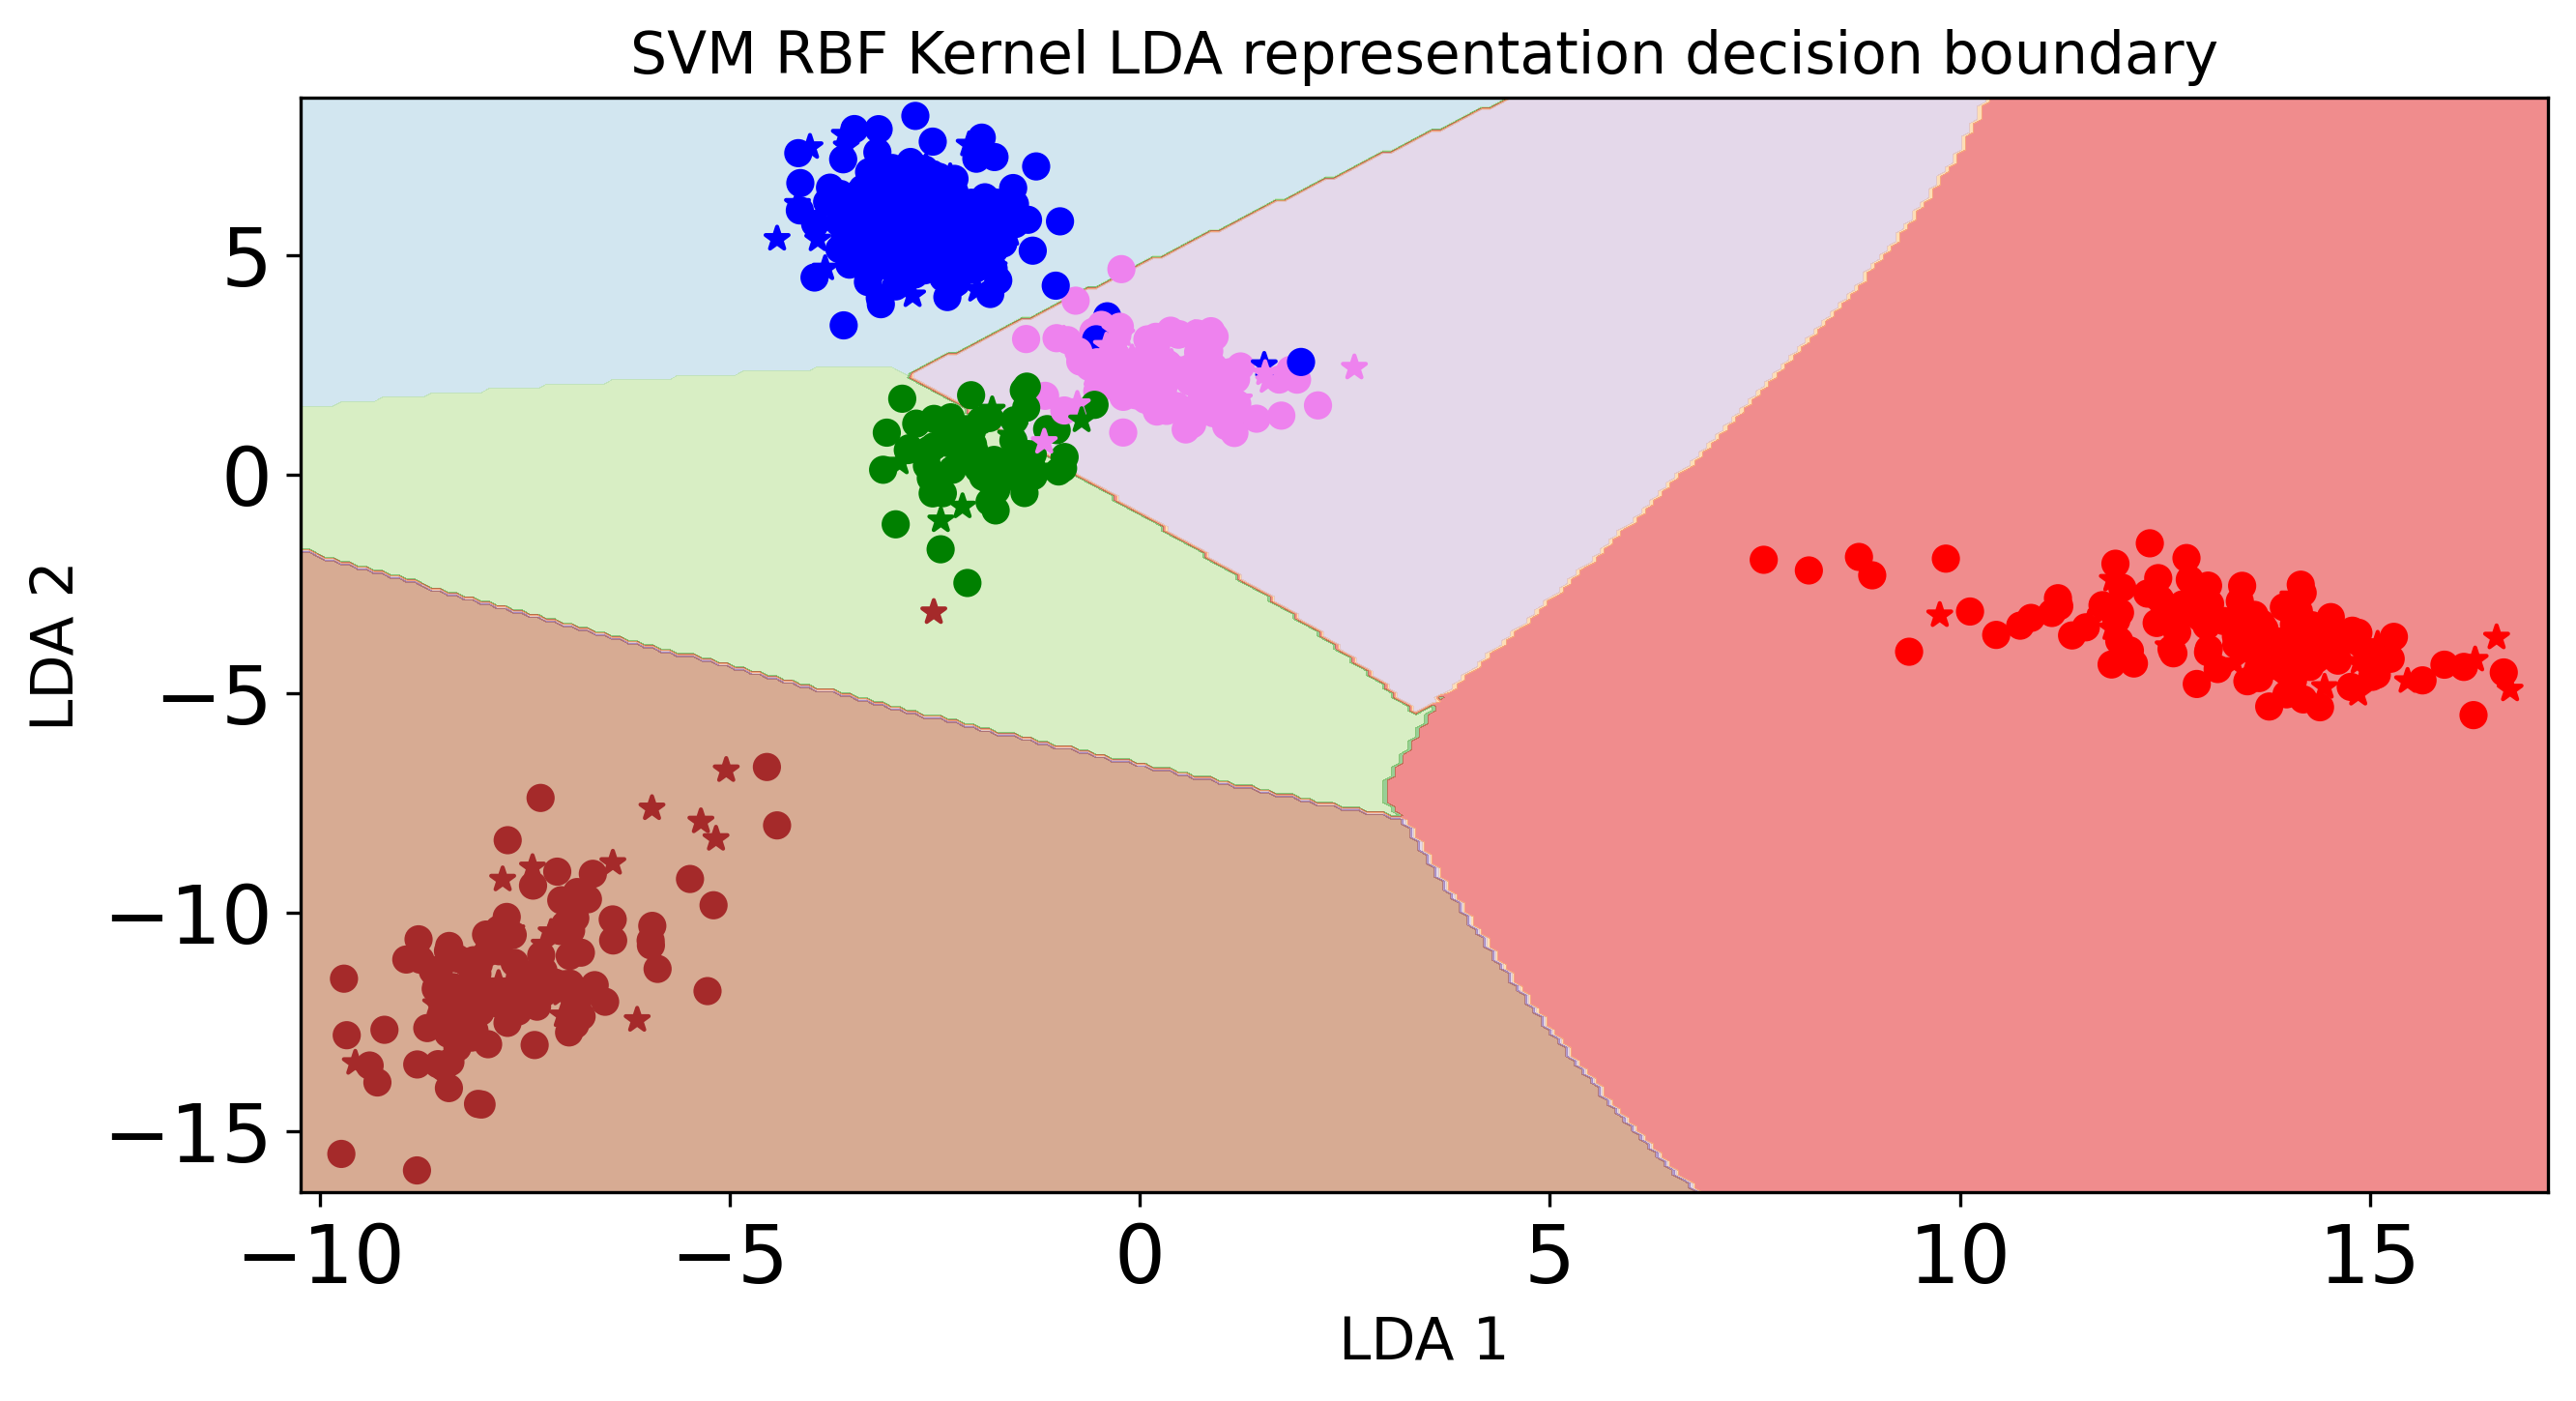 SVM RBF Kernel LDA representation decision boundary
5
0
−5
−10
−15
LDA 2
−10 −5 0 5 10 15
LDA 1